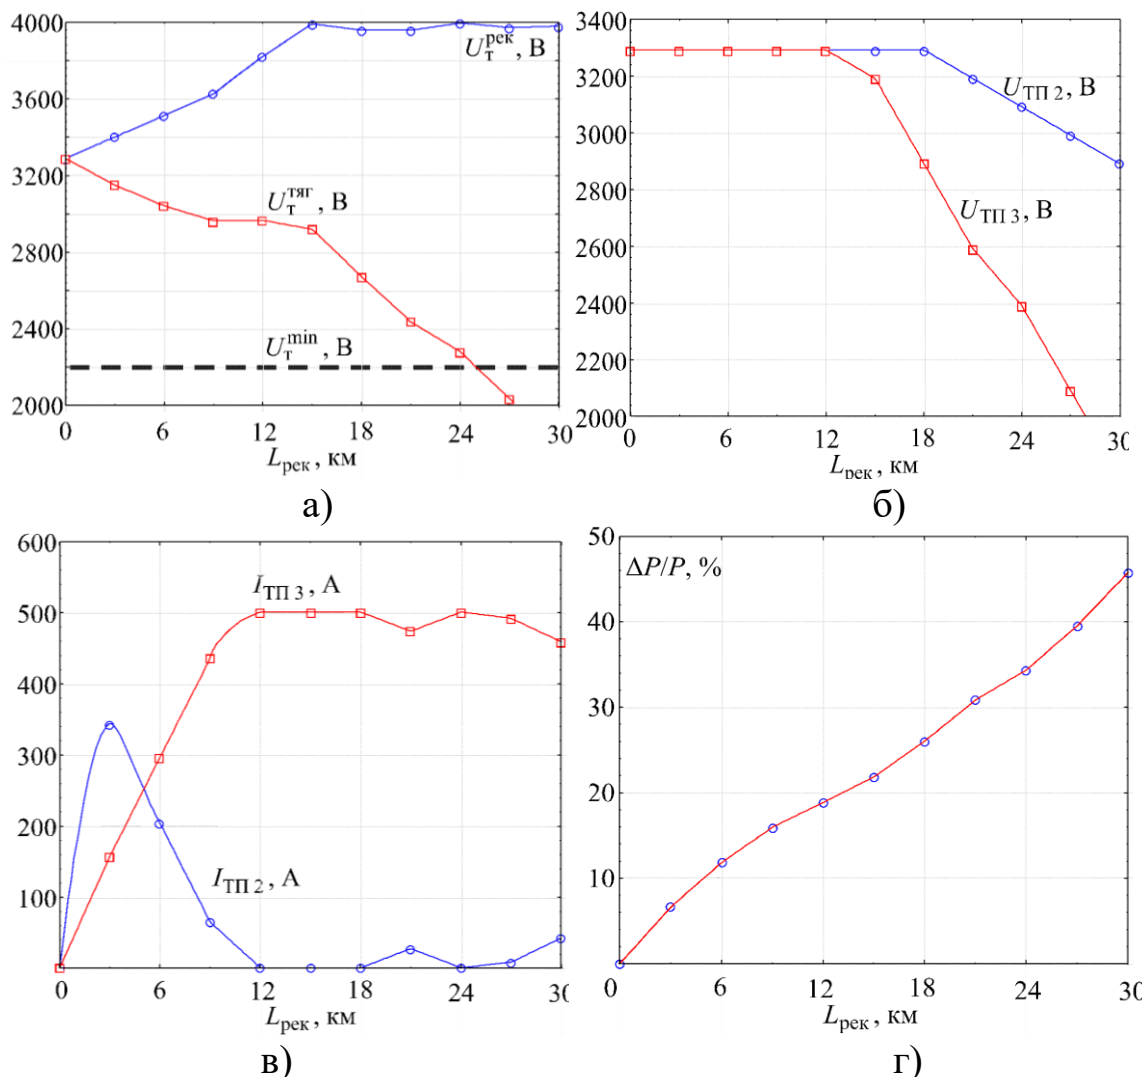 4000
3600
3200
2800
2400
2000
U_т^рек, В
U_т^тяг, В
U_т^min, В
0 6 12 18 24 30
L_рек, км
а)
3400
3200
3000
2800
2600
2400
2200
2000
U_ТП 2, В
U_ТП 3, В
0 6 12 18 24 30
L_рек, км
б)
600
500
400
300
200
100
I_ТП 3, А
I_ТП 2, А
0 6 12 18 24 30
L_рек, км
в)
50
40
30
20
10
ΔP/P, %
0 6 12 18 24 30
L_рек, км
г)